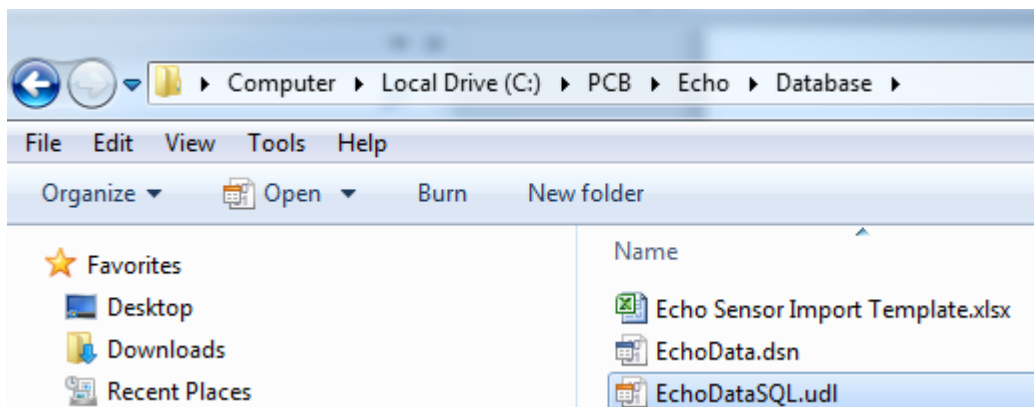 Computer Local Drive (C:) PCB Echo Database
File Edit View Tools Help
Organize Open Burn New folder
Favorites
Desktop
Downloads
Recent Places
Name
Echo Sensor Import Template.xlsx
EchoData.dsn
EchoDataSQL.udl